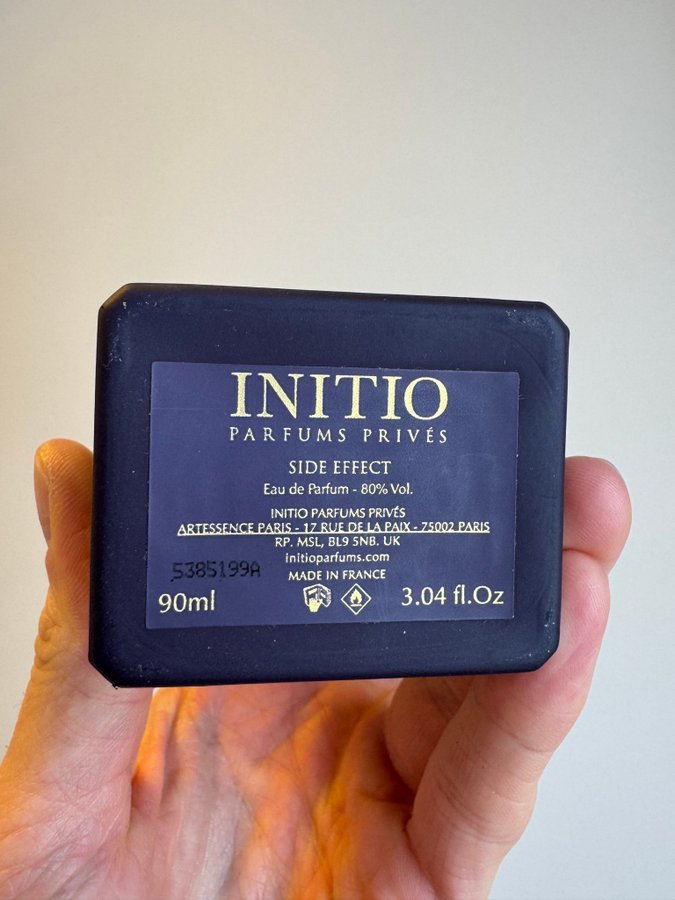 INITIO
PARFUMS PRIVÉS
SIDE EFFECT
Eau de Parfum - 80% Vol.
INITIO PARFUMS PRIVÉS
ARTESSENCE PARIS - 17 RUE DE LA PAIX - 75002 PARIS
RP. MSL, BL9 5NB. UK
initioparfums.com
5385199A
MADE IN FRANCE
90ml
3.04 fl.Oz